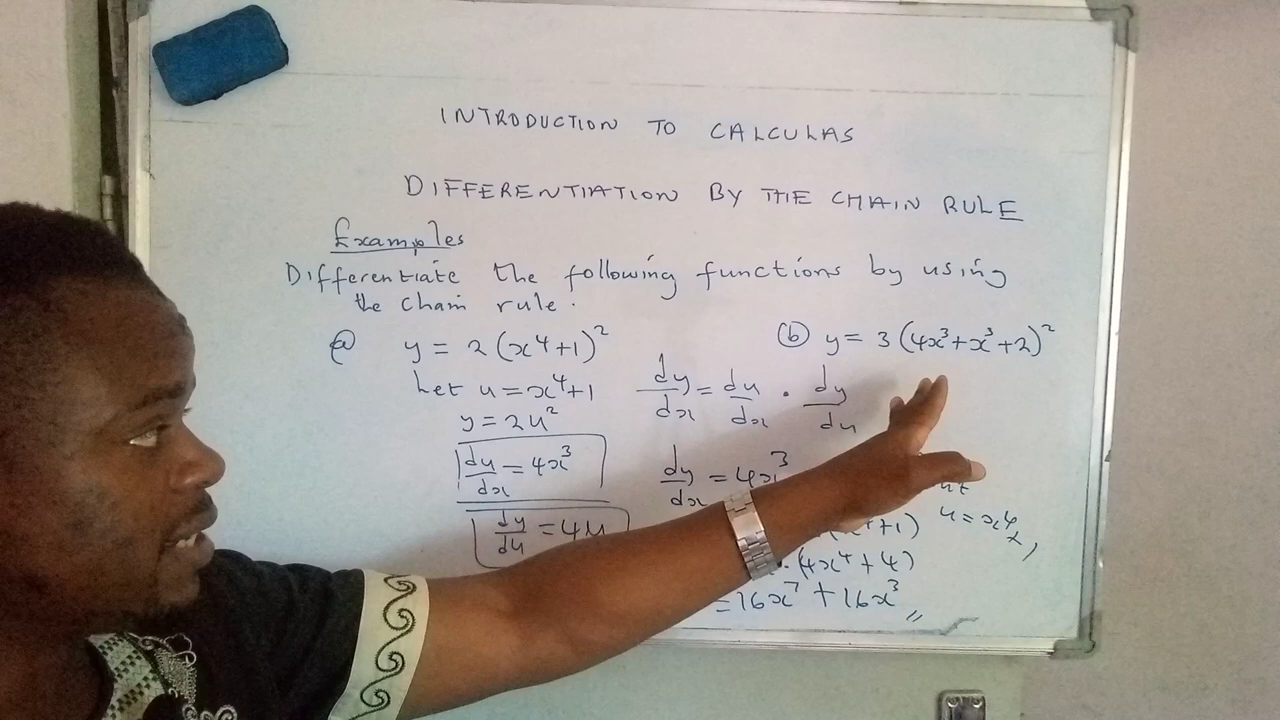 INTRODUCTION TO CALCULAS
DIFFERENTIATION BY THE CHAIN RULE
Examples
Differentiate the following functions by using
the chain rule.
(a) y = 2(x⁴+1)²
Let u = x⁴+1
y = 2u²
du/dx = 4x³
dy/du = 4u
dy/dx = du/dx · dy/du
dy/dx = 4x³
+1)
u = x⁴
· (4x⁴ + 4)
= 16x⁷ + 16x³
(b) y = 3(4x³+x³+2)²